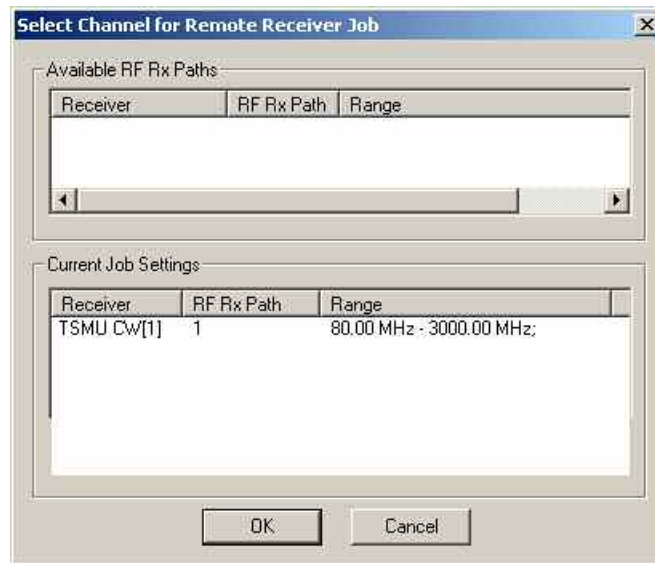 Select Channel for Remote Receiver Job
Available RF Rx Paths
Receiver RF Rx Path Range
Current Job Settings
Receiver RF Rx Path Range
TSMU CW[1] 1 80.00 MHz - 3000.00 MHz;
OK Cancel